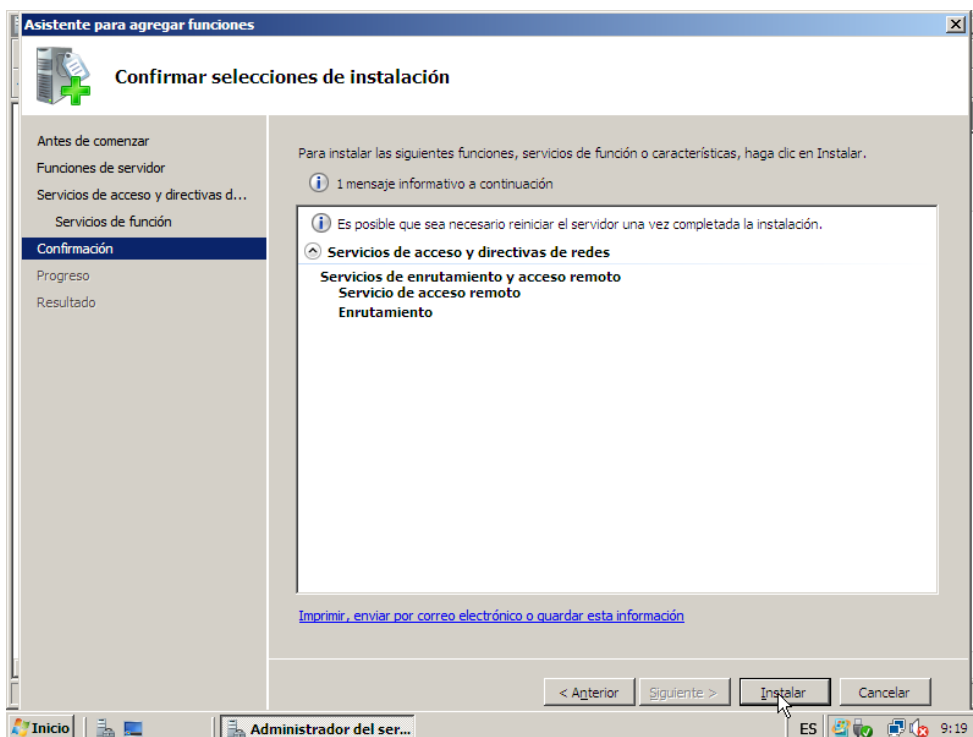 Asistente para agregar funciones
Confirmar selecciones de instalación
Antes de comenzar
Funciones de servidor
Servicios de acceso y directivas d...
Servicios de función
Confirmación
Progreso
Resultado
Para instalar las siguientes funciones, servicios de función o características, haga clic en Instalar.
1 mensaje informativo a continuación
Es posible que sea necesario reiniciar el servidor una vez completada la instalación.
Servicios de acceso y directivas de redes
Servicios de enrutamiento y acceso remoto
Servicio de acceso remoto
Enrutamiento
Imprimir, enviar por correo electrónico o guardar esta información
< Anterior
Siguiente >
Instalar
Cancelar
Inicio
Administrador del ser...
ES
9:19